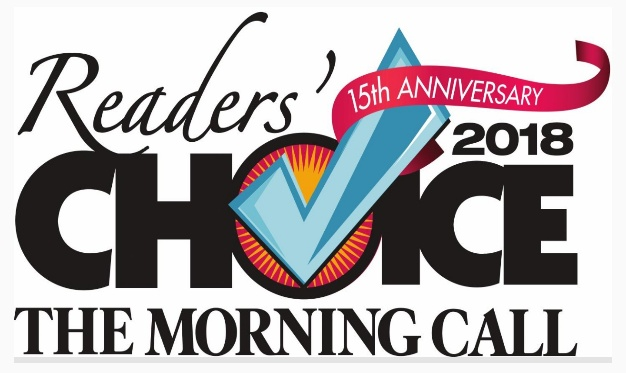 Readers'
15th ANNIVERSARY
2018
CHOICE
THE MORNING CALL